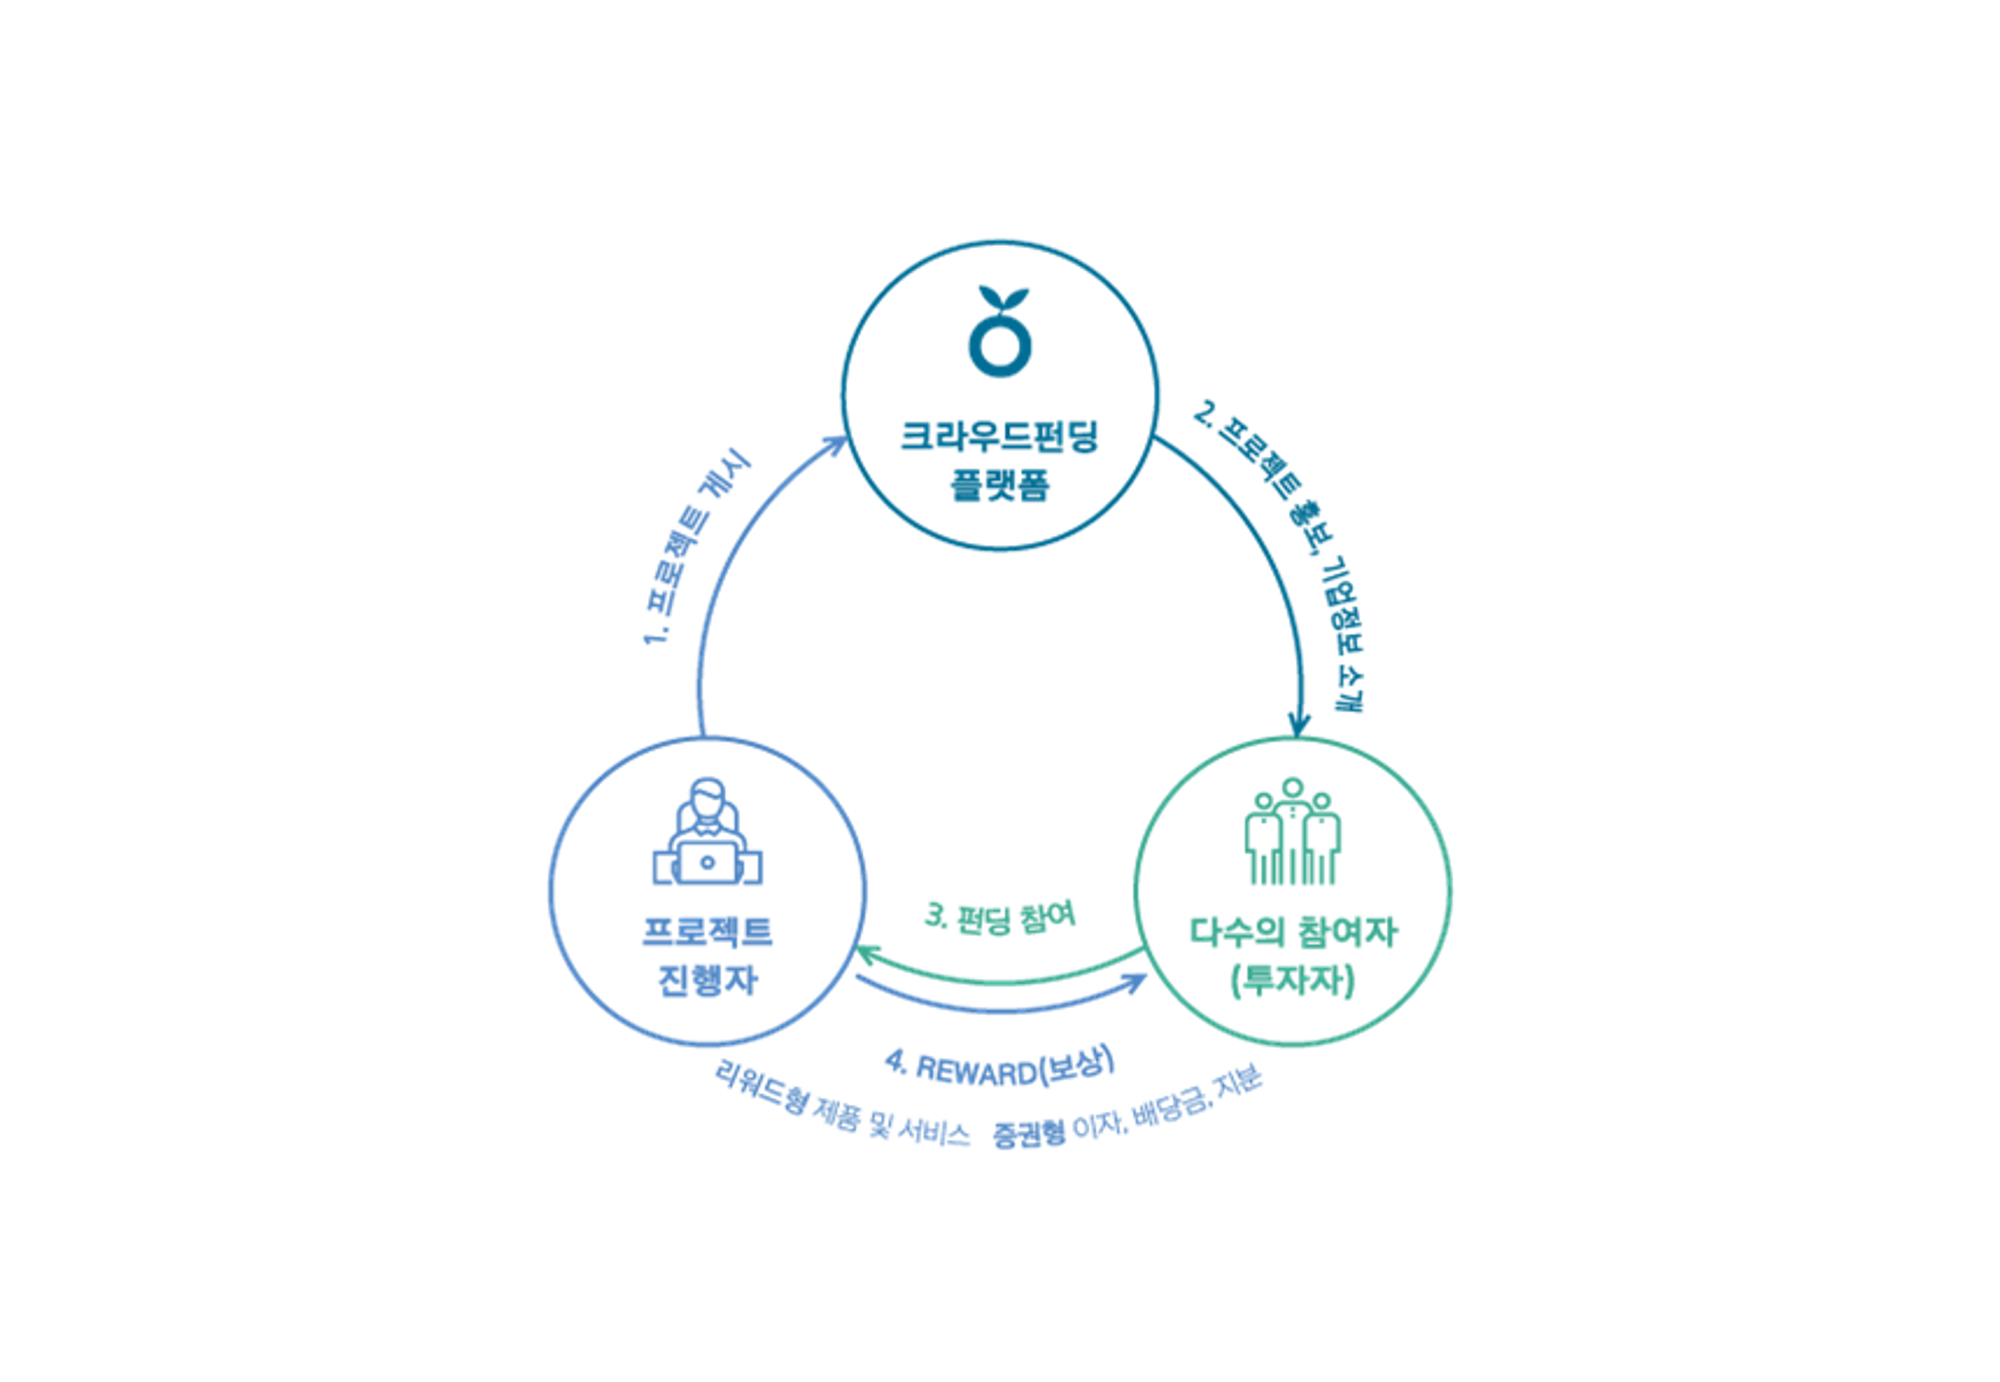 크라우드펀딩
플랫폼
1. 프로젝트 게시
2. 프로젝트 홍보, 기업정보 소개
프로젝트
진행자
다수의 참여자
(투자자)
3. 펀딩 참여
4. REWARD(보상)
리워드형 제품 및 서비스 증권형 이자, 배당금, 지분